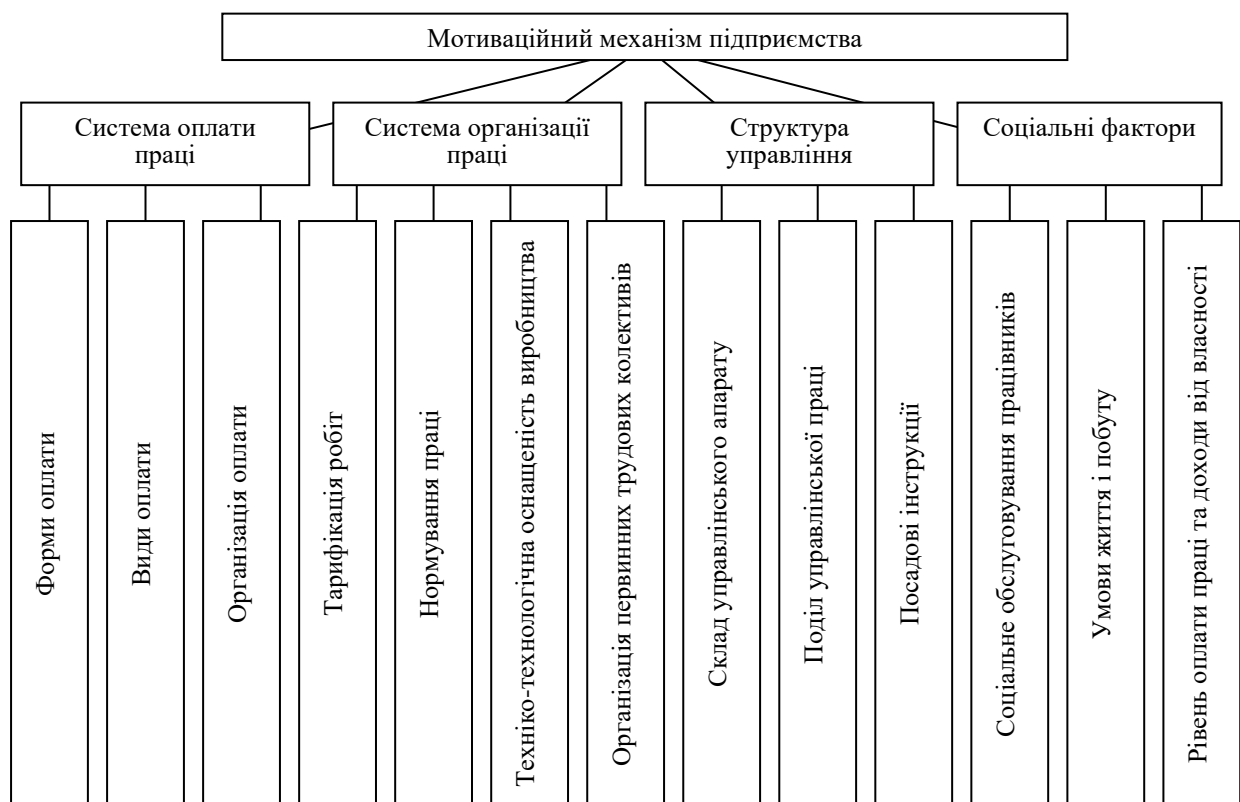 Мотиваційний механізм підприємства
Система оплати
праці
Система організації
праці
Структура
управління
Соціальні фактори
Форми оплати
Види оплати
Організація оплати
Тарифікація робіт
Нормування праці
Техніко-технологічна оснащеність виробництва
Організація первинних трудових колективів
Склад управлінського апарату
Поділ управлінської праці
Посадові інструкції
Соціальне обслуговування працівників
Умови життя і побуту
Рівень оплати праці та доходи від власності